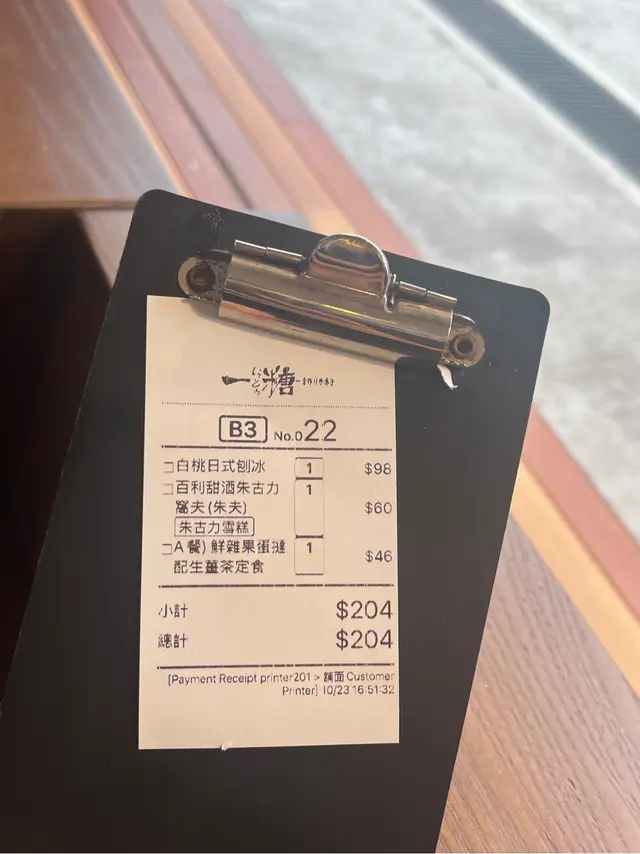 一糖
B3 No.022
白桃日式刨冰 1 $98
百利甜酒朱古力 1
窩夫(朱夫) $60
朱古力雪糕
A餐) 鮮雜果蛋撻 1
配生薑茶定食 $46
小計 $204
總計 $204
[Payment Receipt printer201 > 舖面 Customer
Printer] 10/23 16:51:32